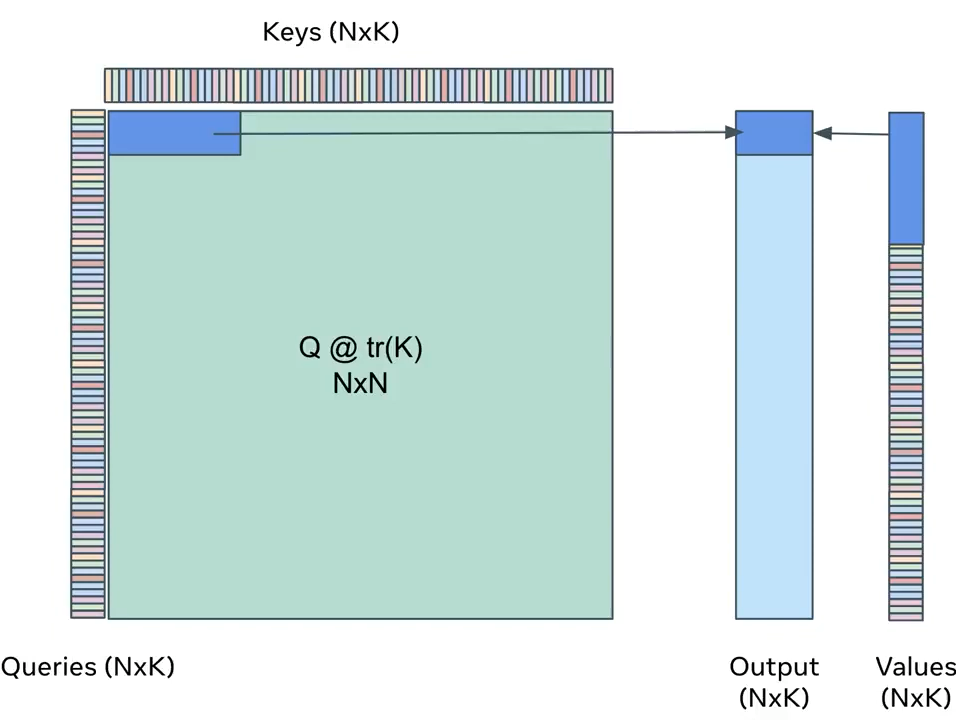 Keys (NxK)
Q @ tr(K)
NxN
Queries (NxK)
Output
(NxK)
Values
(NxK)